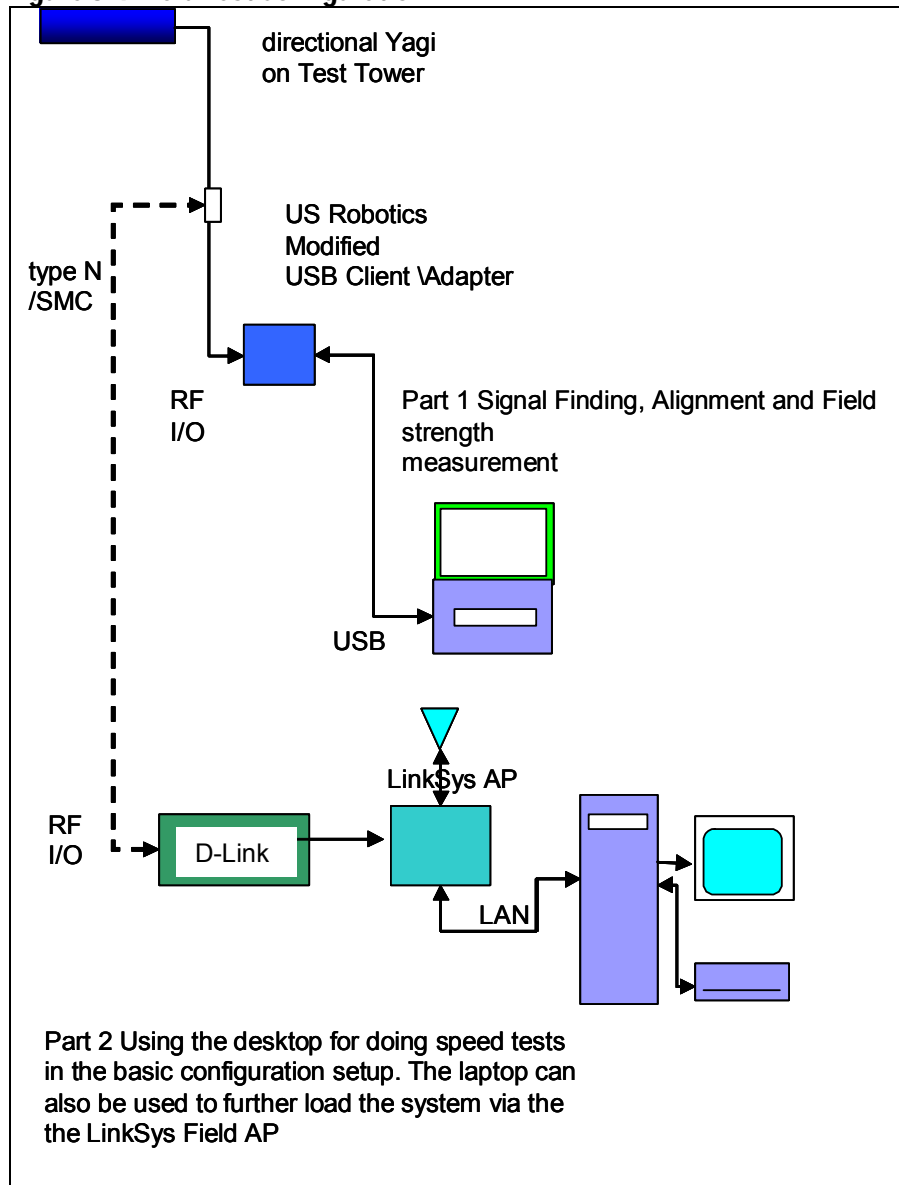 directional Yagi
on Test Tower
US Robotics
Modified
USB Client \Adapter
type N
/SMC
RF
I/O
Part 1 Signal Finding, Alignment and Field
strength
measurement
USB
LinkSys AP
RF
I/O
D-Link
LAN
Part 2 Using the desktop for doing speed tests
in the basic configuration setup. The laptop can
also be used to further load the system via the
the LinkSys Field AP